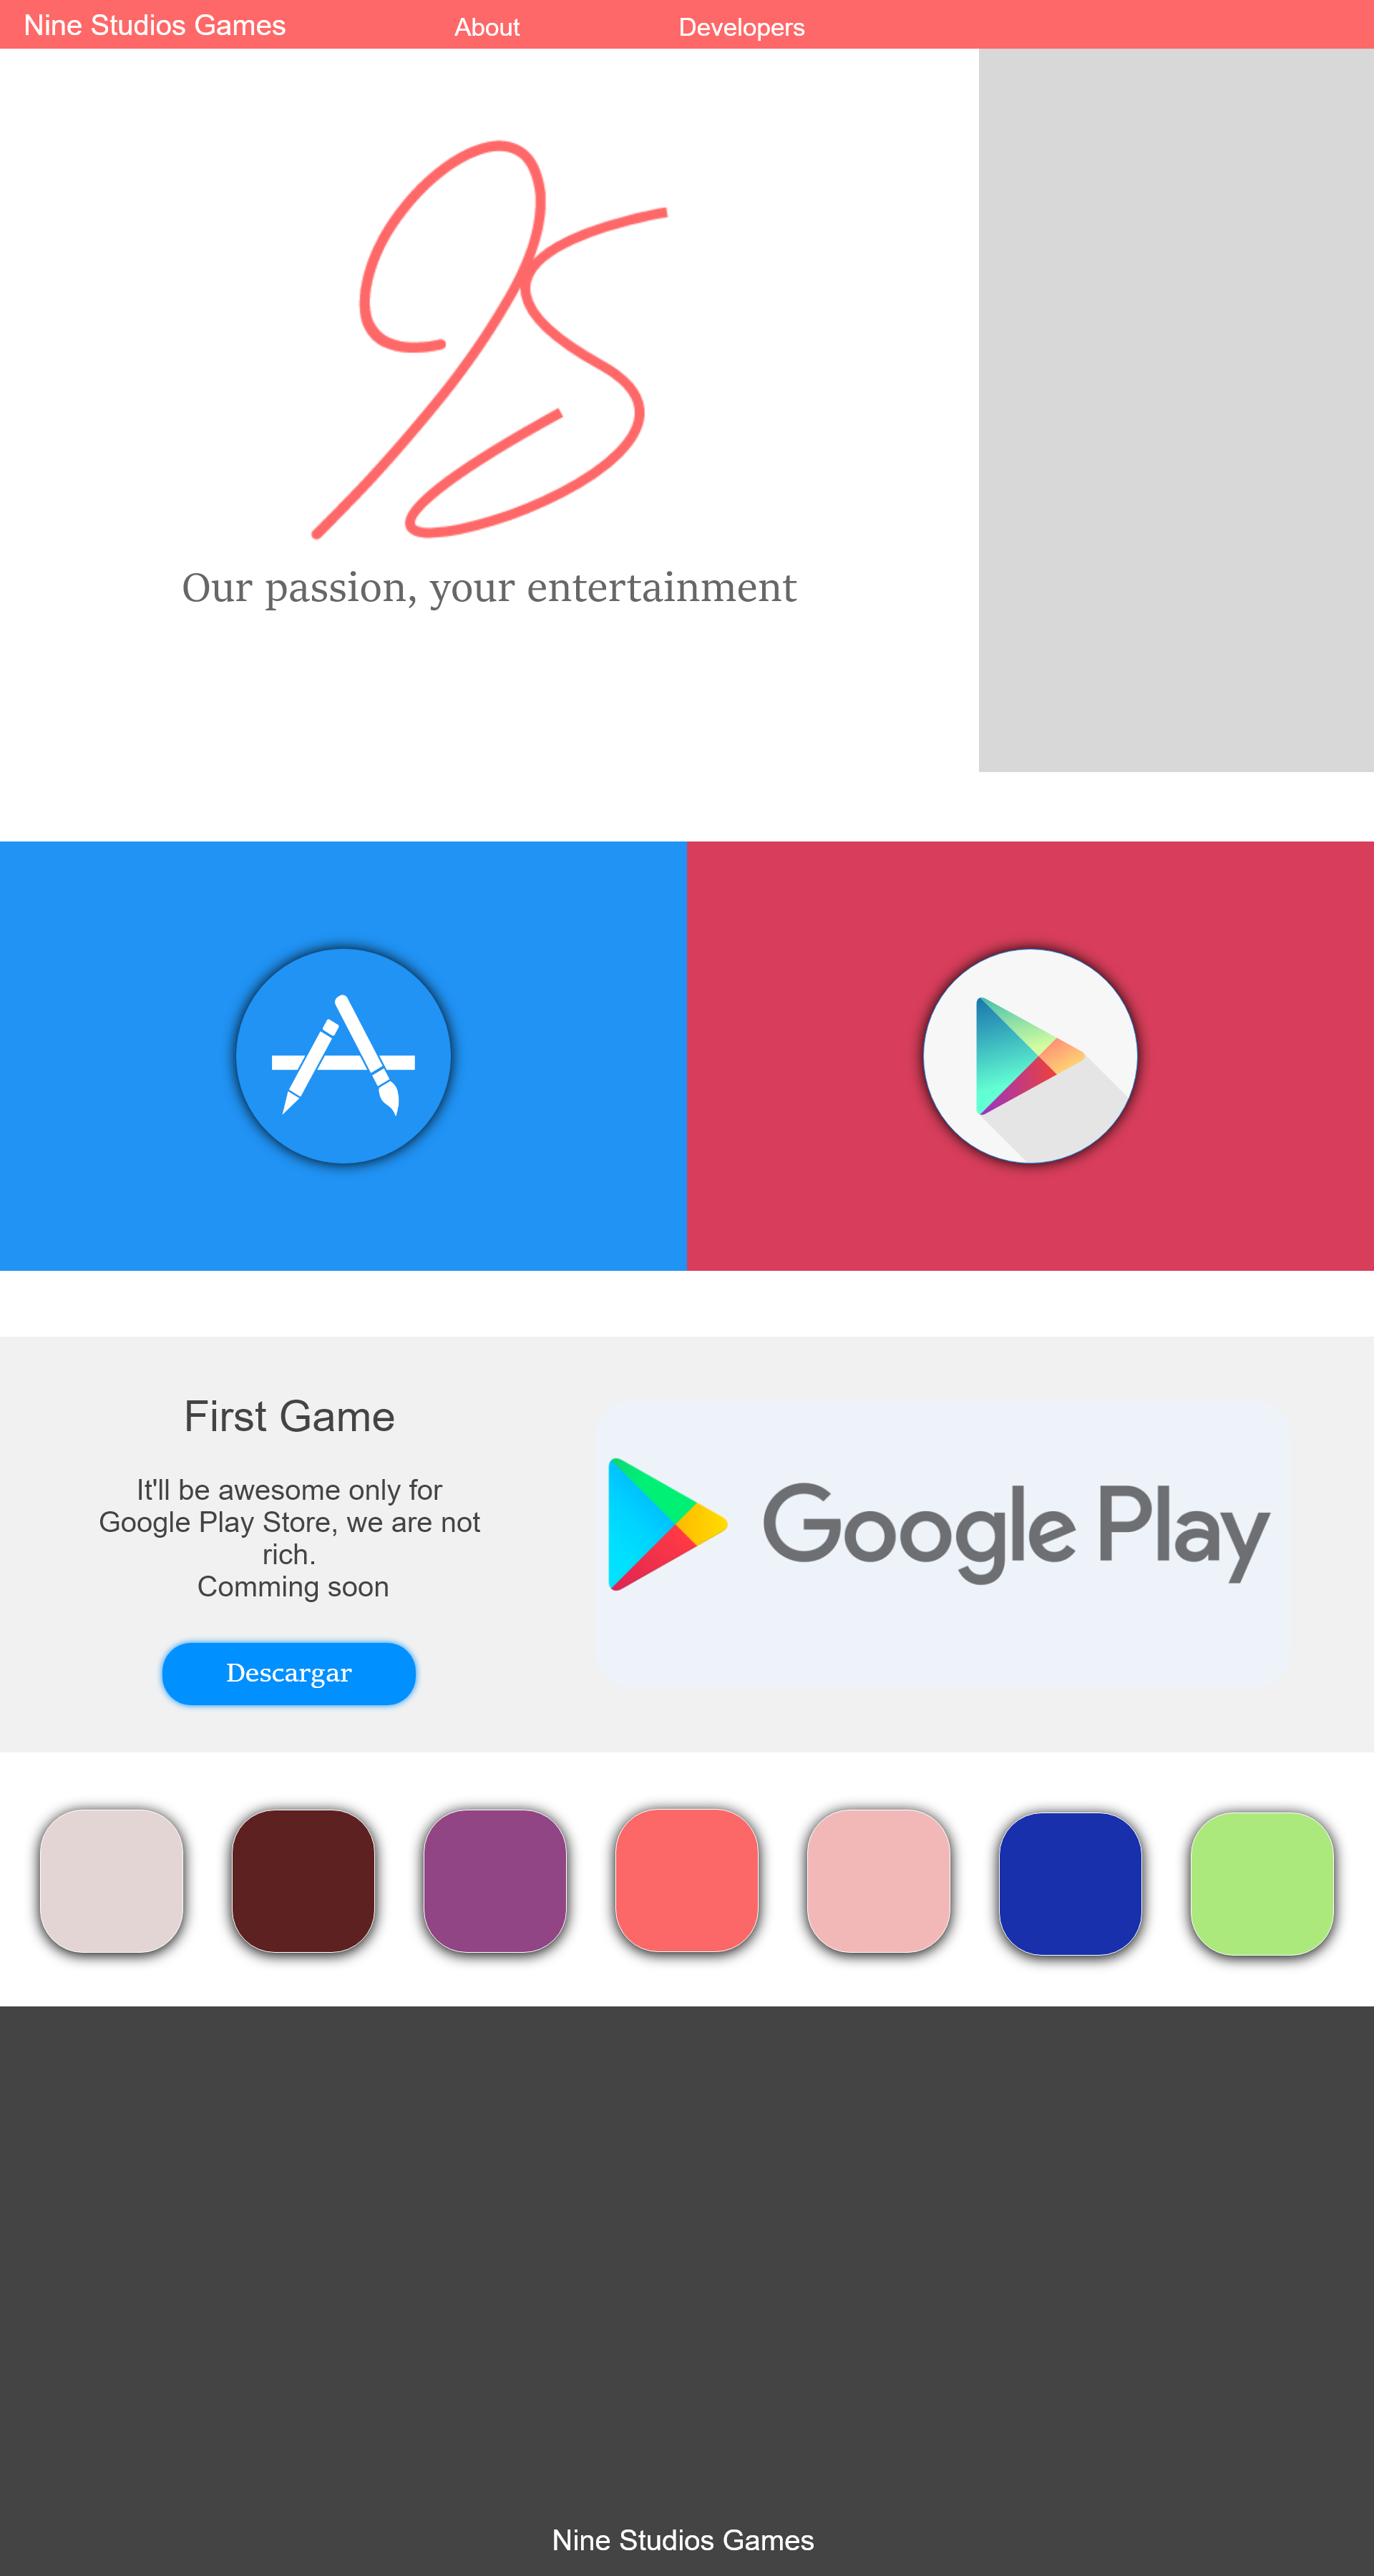 Nine Studios Games
About
Developers
9S
Our passion, your entertainment
First Game
It'll be awesome only for
Google Play Store, we are not
rich.
Comming soon
Descargar
Google Play
Nine Studios Games